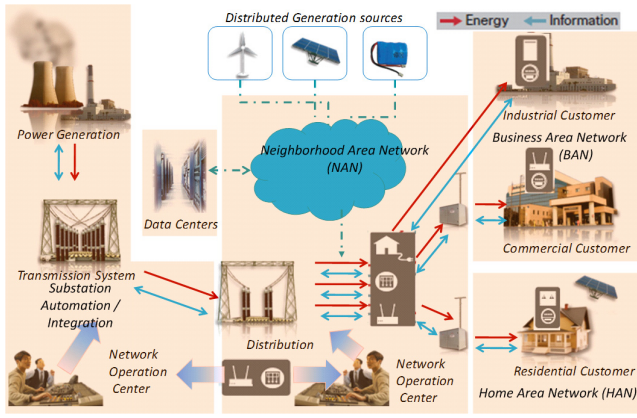 Distributed Generation sources
Energy
Information
Power Generation
Industrial Customer
Business Area Network
(BAN)
Neighborhood Area Network
(NAN)
Data Centers
Commercial Customer
Transmission System
Substation
Automation /
Integration
Distribution
Network
Operation
Center
Network
Operation
Center
Residential Customer
Home Area Network (HAN)